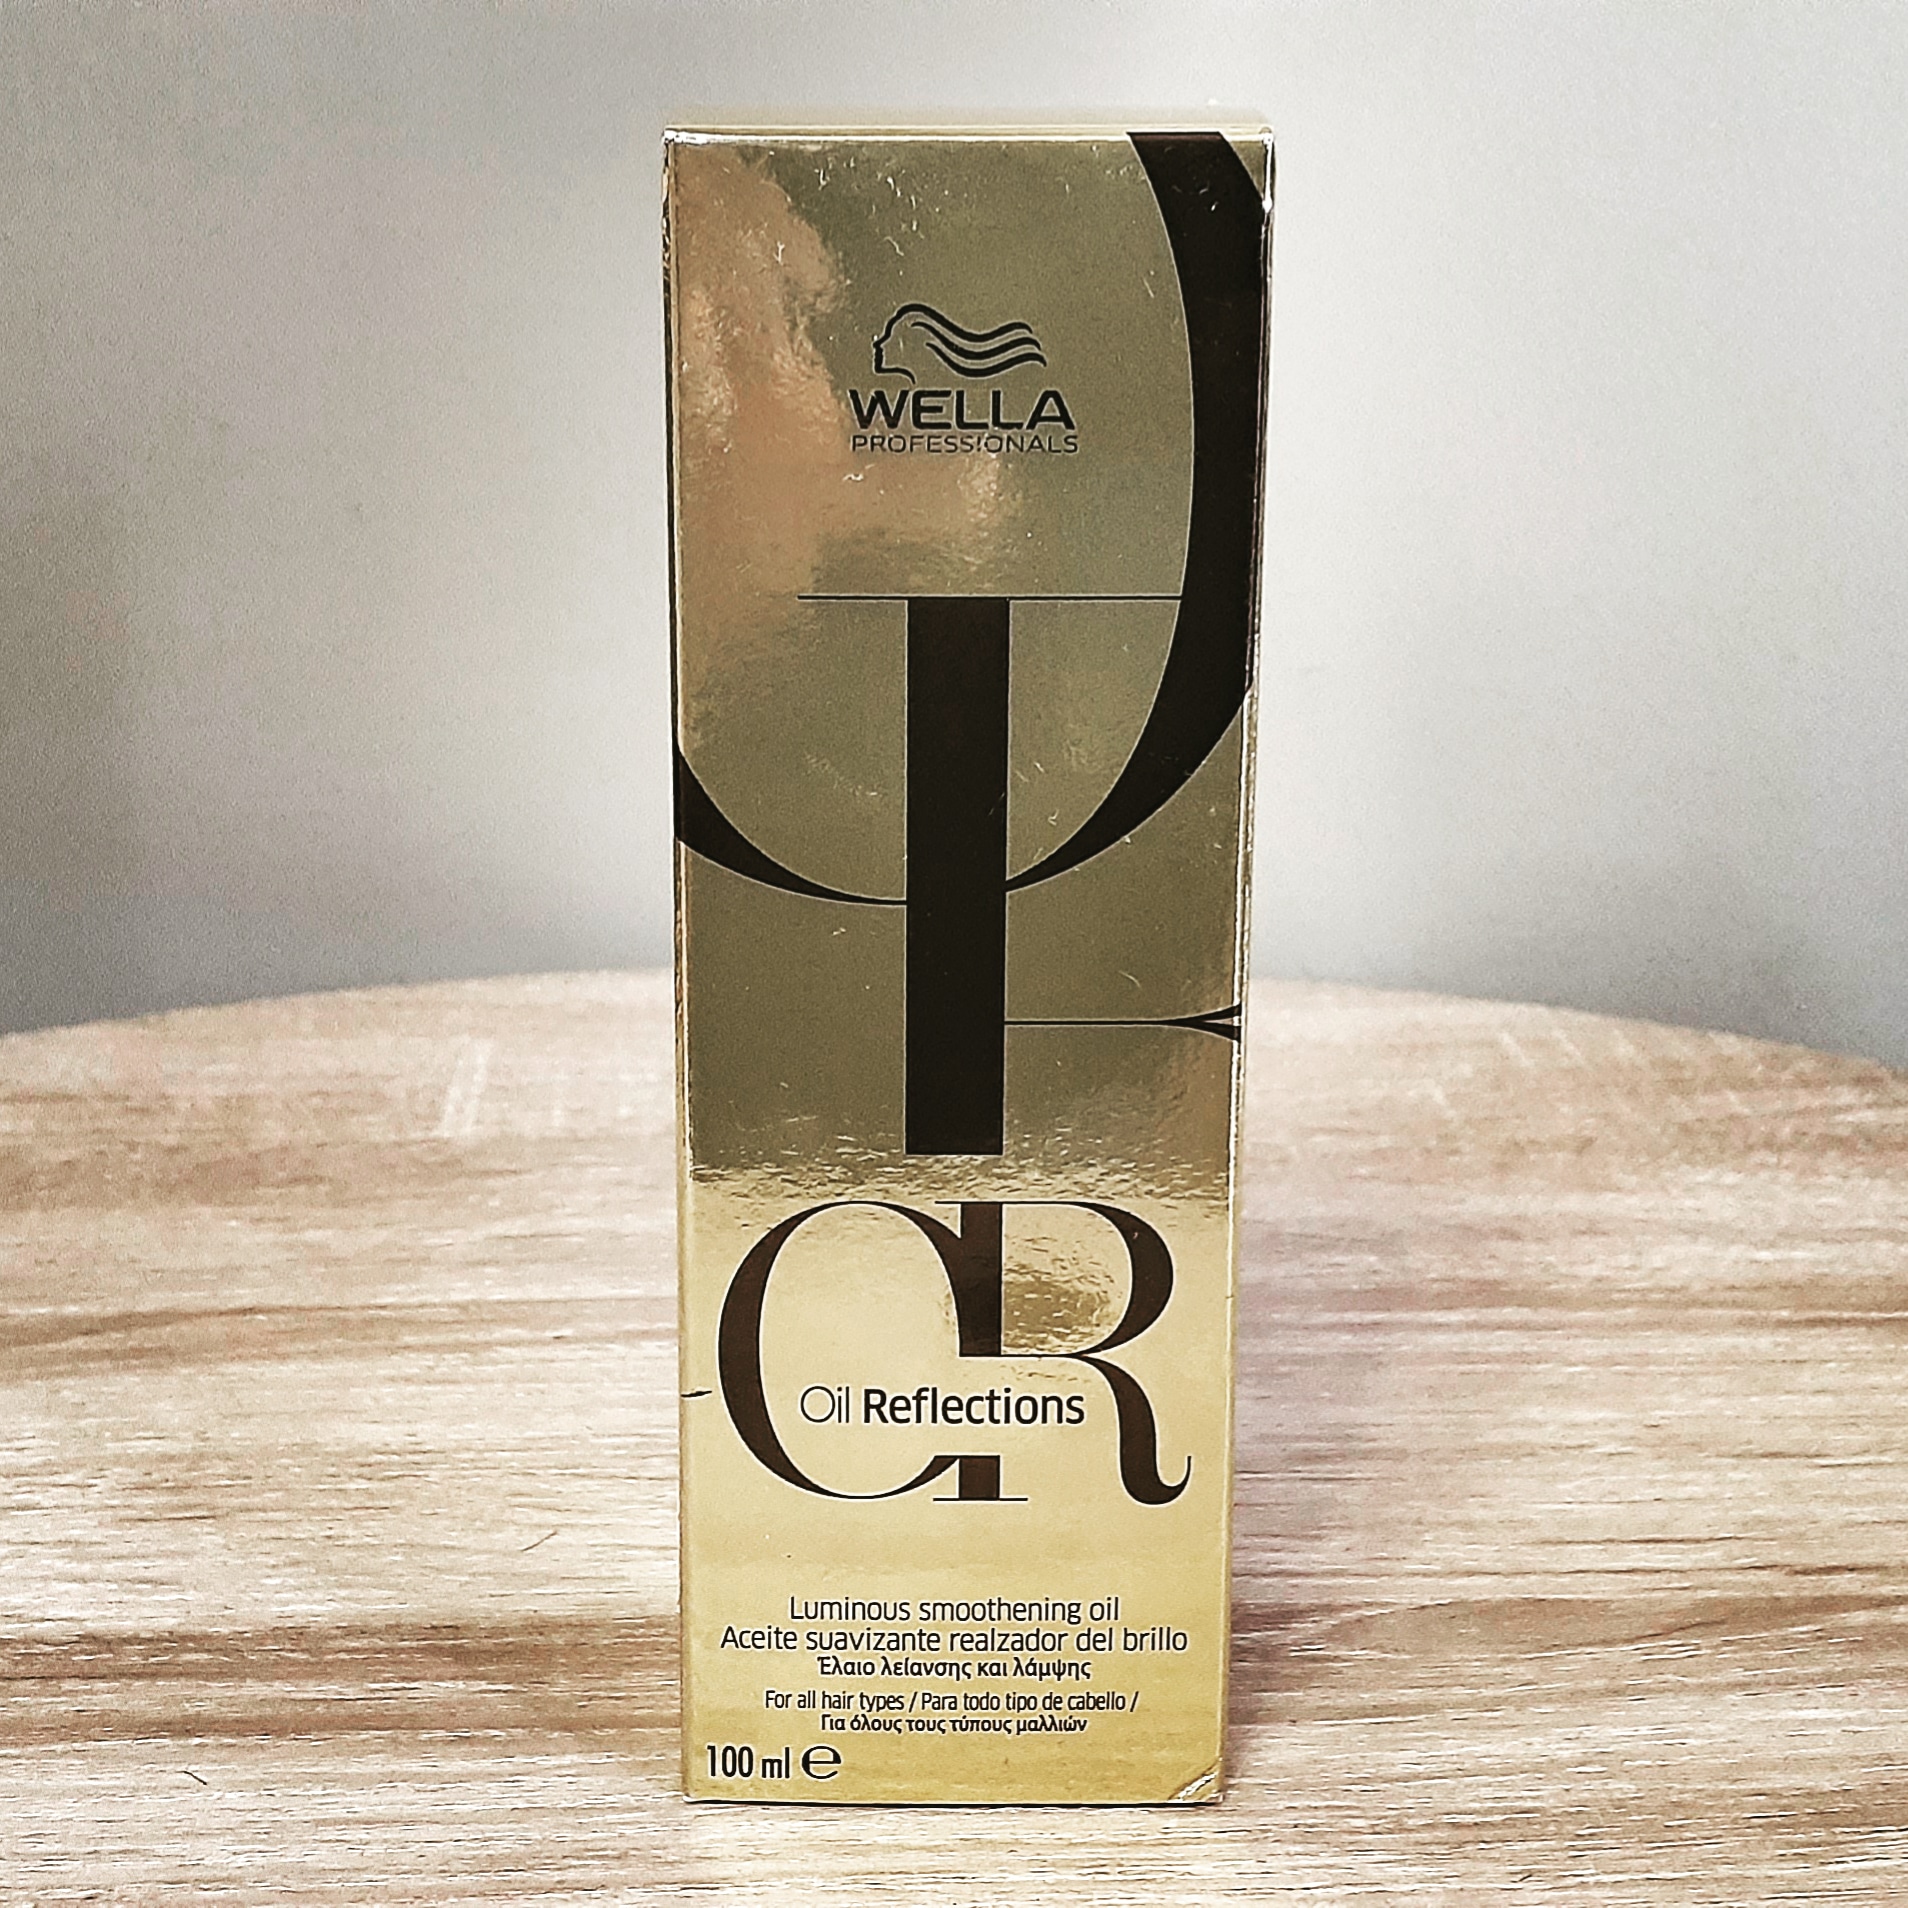 WELLA
PROFESSIONALS
OIL
OR
Oil Reflections
Luminous smoothening oil
Aceite suavizante realzador del brillo
Έλαιο λείανσης και λάμψης
For all hair types / Para todo tipo de cabello /
Για όλους τους τύπους μαλλιών
100 ml ℮